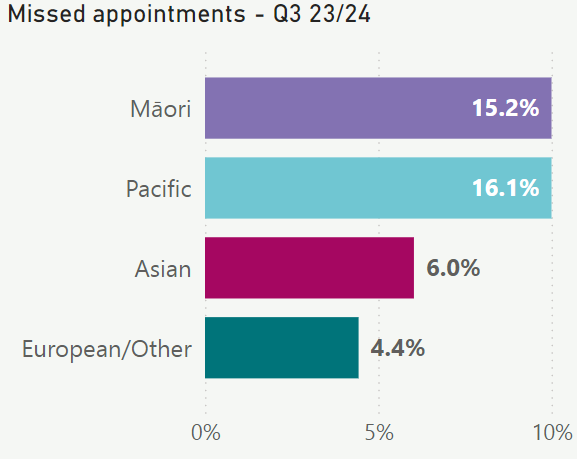 Missed appointments - Q3 23/24
Māori 15.2%
Pacific 16.1%
Asian 6.0%
European/Other 4.4%
0% 5% 10%